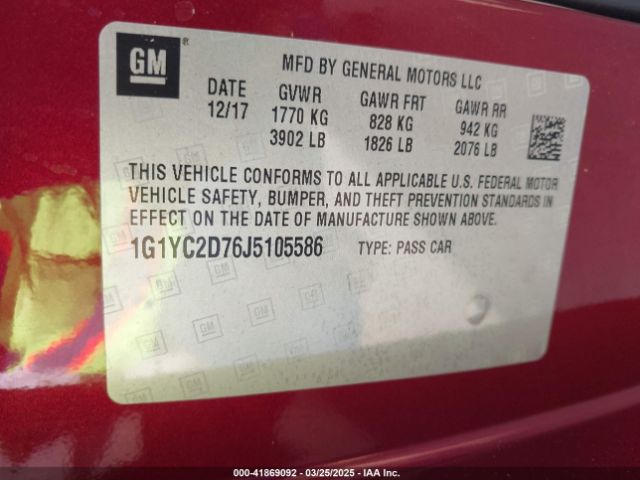 GM ®
MFD BY GENERAL MOTORS LLC
DATE GVWR GAWR FRT GAWR RR
12/17 1770 KG 828 KG 942 KG
3902 LB 1826 LB 2076 LB
THIS VEHICLE CONFORMS TO ALL APPLICABLE U.S. FEDERAL MOTOR
VEHICLE SAFETY, BUMPER, AND THEFT PREVENTION STANDARDS IN
EFFECT ON THE DATE OF MANUFACTURE SHOWN ABOVE.
1G1YC2D76J5105586 TYPE: PASS CAR
000-41869092 / 03/25/2025 / IAA Inc.